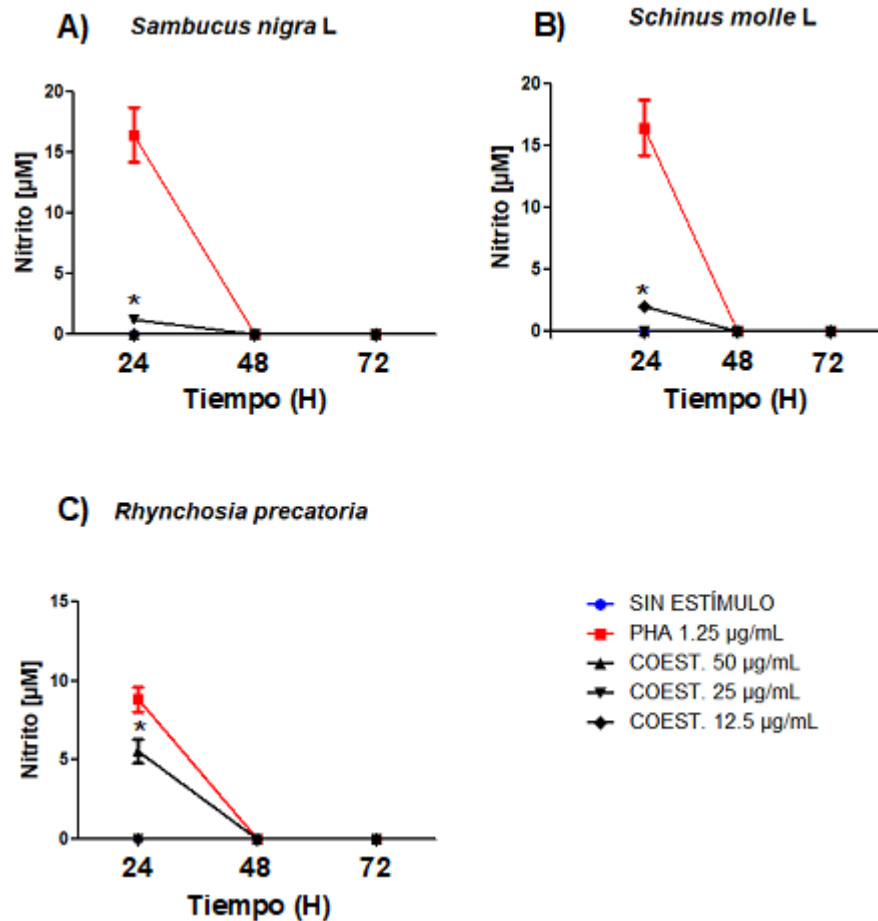 A) Sambucus nigra L
20
15
10
5
0
Nitrito [µM]
*
24 48 72
Tiempo (H)
B) Schinus molle L
20
15
10
5
0
Nitrito [µM]
*
24 48 72
Tiempo (H)
C) Rhynchosia precatoria
15
10
5
0
Nitrito [µM]
*
24 48 72
Tiempo (H)
SIN ESTÍMULO
PHA 1.25 µg/mL
COEST. 50 µg/mL
COEST. 25 µg/mL
COEST. 12.5 µg/mL